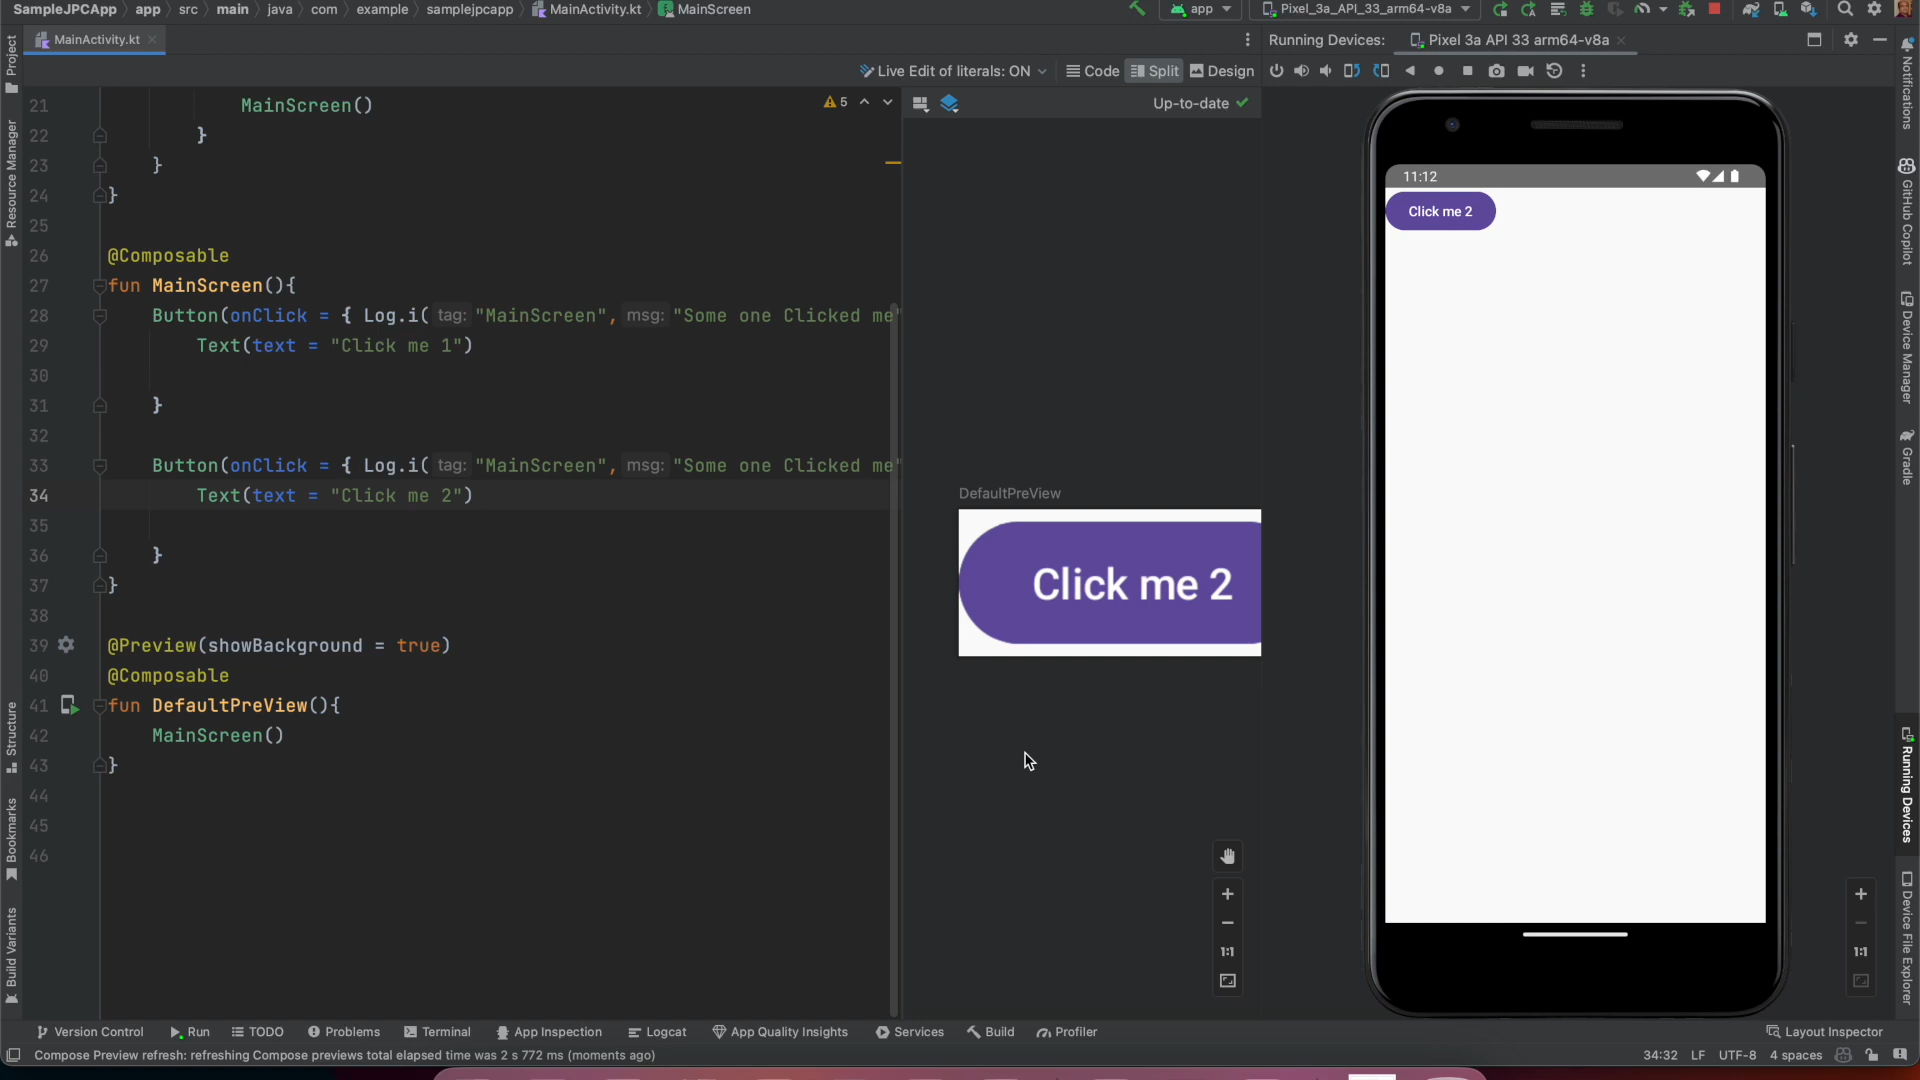 SampleJPCApp app src main java com example samplejpcapp MainActivity.kt MainScreen
app Pixel_3a_API_33_arm64-v8a
MainActivity.kt
Running Devices: Pixel 3a API 33 arm64-v8a
Live Edit of literals: ON Code Split Design
5
Up-to-date
21 MainScreen()
22 }
23 }
24 }
25
26 @Composable
27 fun MainScreen(){
28 Button(onClick = { Log.i( tag: "MainScreen", msg: "Some one Clicked me"
29 Text(text = "Click me 1")
30
31 }
32
33 Button(onClick = { Log.i( tag: "MainScreen", msg: "Some one Clicked me"
34 Text(text = "Click me 2")
35
36 }
37 }
38
39 @Preview(showBackground = true)
40 @Composable
41 fun DefaultPreView(){
42 MainScreen()
43 }
44
45
46
DefaultPreView
Click me 2
1:1
11:12
Click me 2
1:1
Project
Resource Manager
Structure
Bookmarks
Build Variants
Notifications
GitHub Copilot
Device Manager
Gradle
Running Devices
Device File Explorer
Version Control Run TODO Problems Terminal App Inspection Logcat App Quality Insights Services Build Profiler Layout Inspector
Compose Preview refresh: refreshing Compose previews total elapsed time was 2 s 772 ms (moments ago) 34:32 LF UTF-8 4 spaces